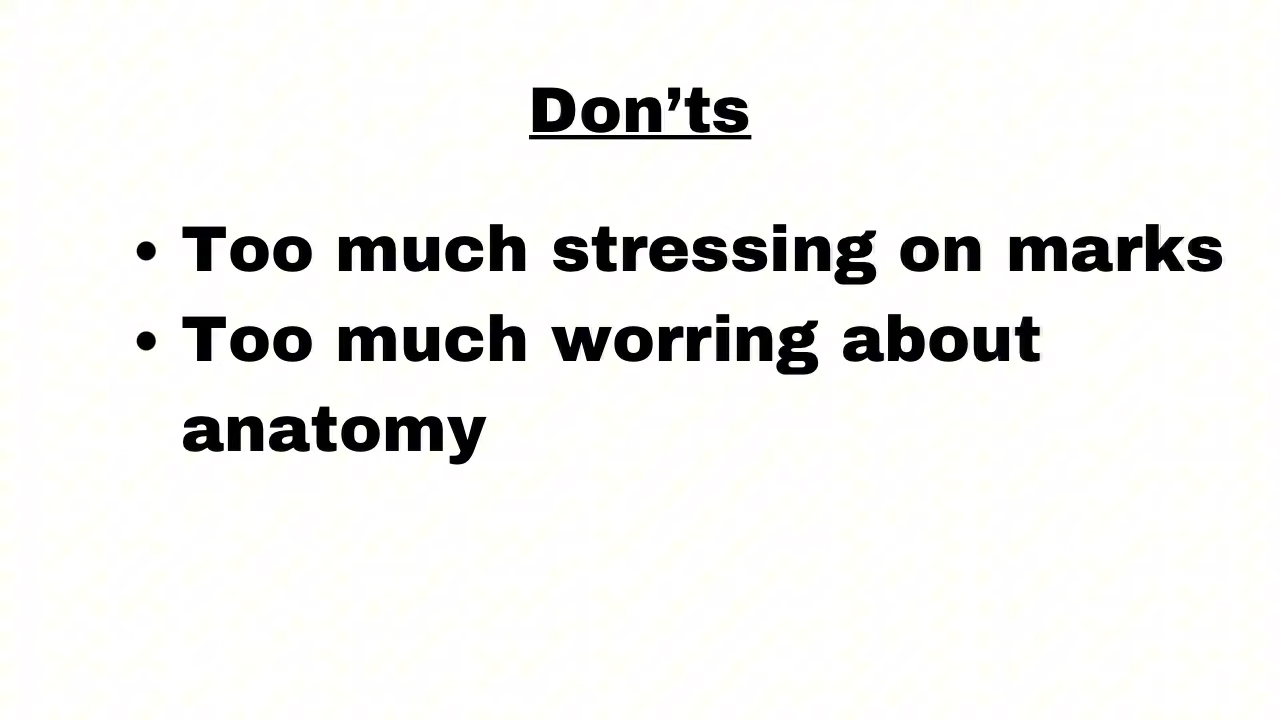 Don’ts
• Too much stressing on marks
• Too much worring about
anatomy